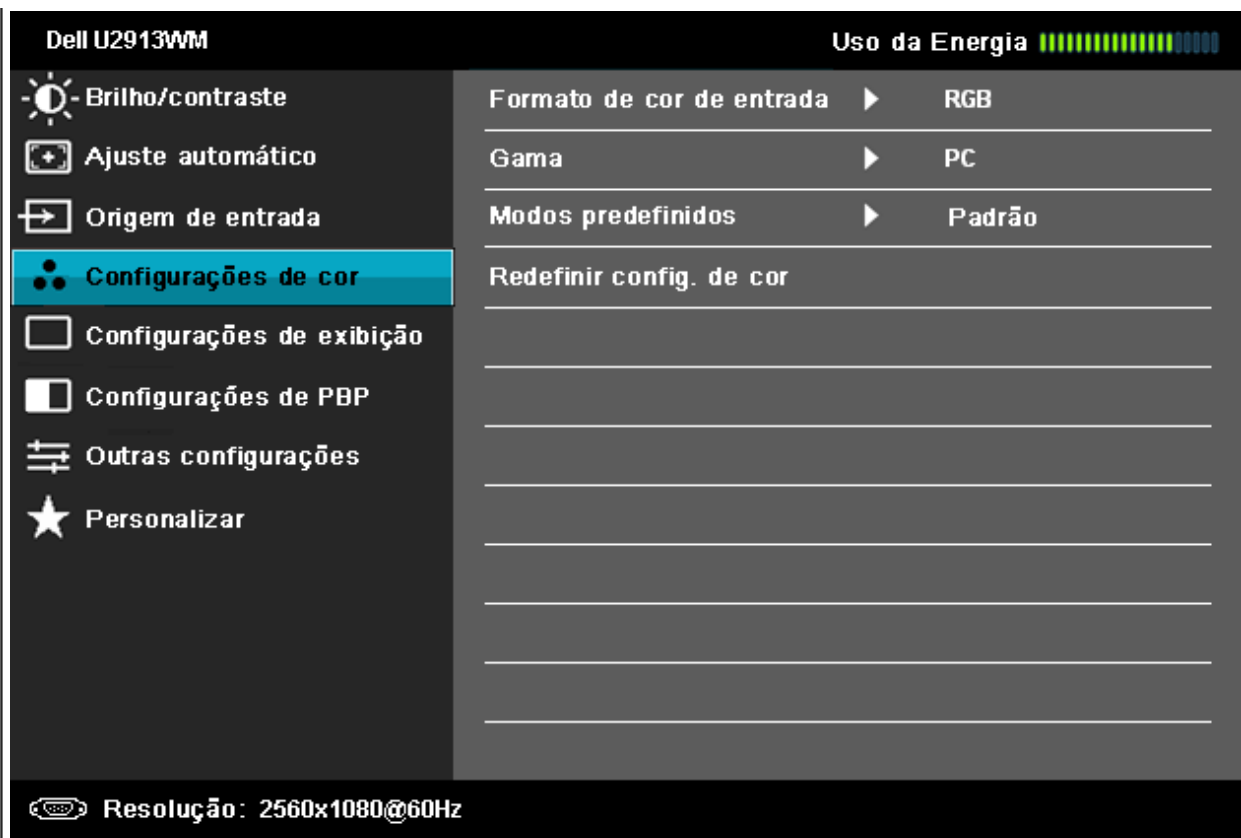 Dell U2913WM
Uso da Energia
Brilho/contraste
Ajuste automático
Origem de entrada
Configurações de cor
Configurações de exibição
Configurações de PBP
Outras configurações
Personalizar
Formato de cor de entrada RGB
Gama PC
Modos predefinidos Padrão
Redefinir config. de cor
Resolução: 2560x1080@60Hz